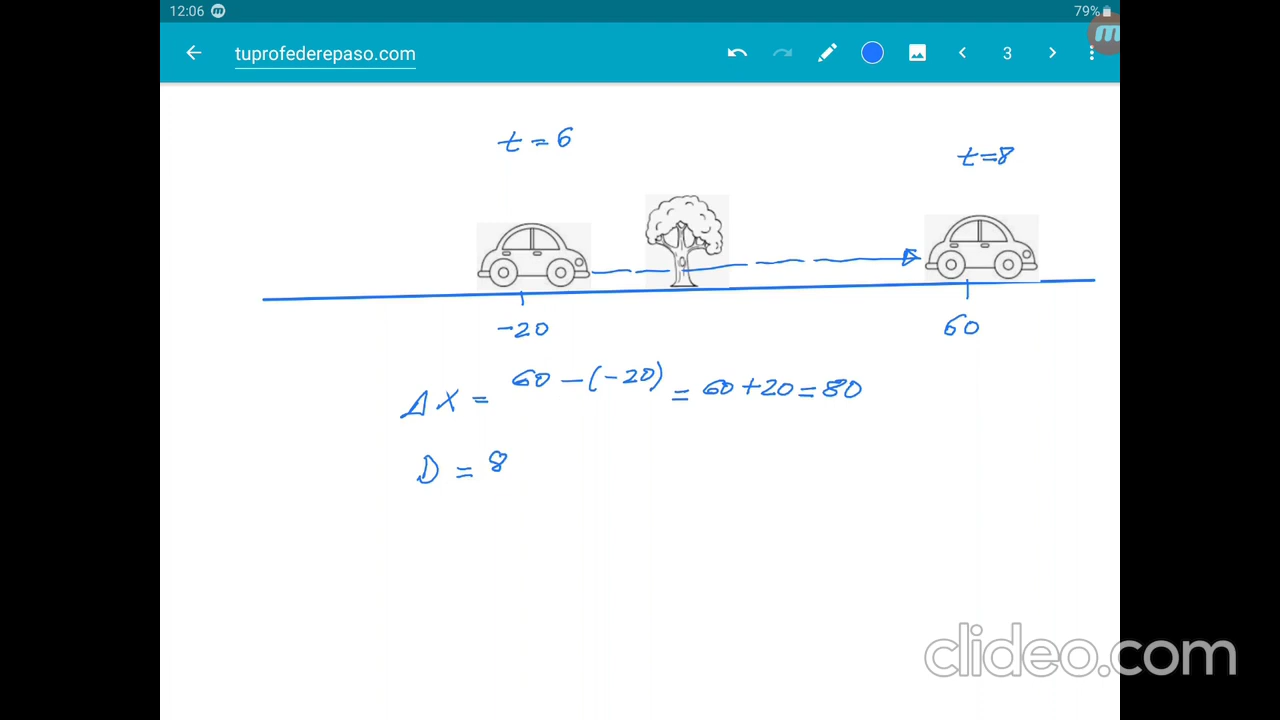 12:06 m 79%
tuprofederepaso.com 3
t=6
t=8
-20
60
ΔX = 60-(-20) = 60+20=80
D = 8
clideo.com